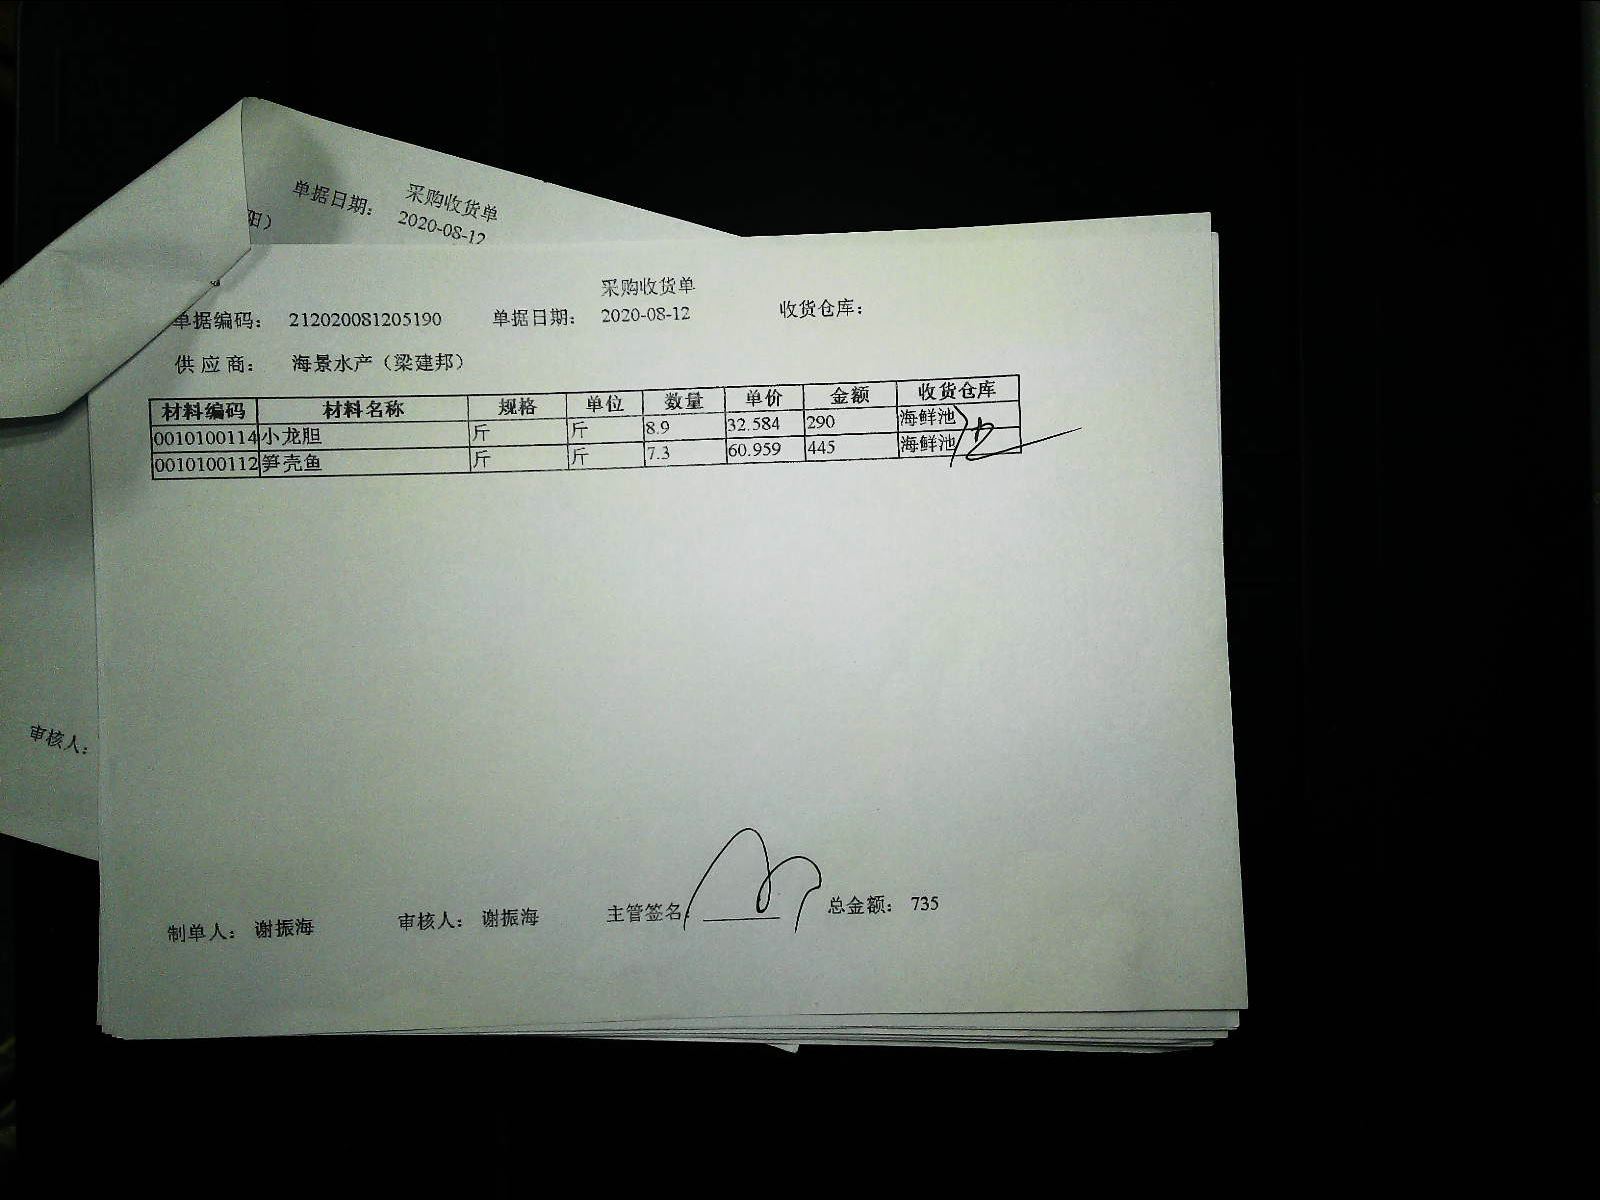 采购收货单
单据日期： 2020-08-12
阳）
采购收货单
单据编码： 212020081205190 单据日期： 2020-08-12 收货仓库：
供 应 商： 海景水产（梁建邦）
材料编码 材料名称 规格 单位 数量 单价 金额 收货仓库
0010100114 小龙胆 斤 斤 8.9 32.584 290 海鲜池
0010100112 笋壳鱼 斤 斤 7.3 60.959 445 海鲜池
审核人：
制单人： 谢振海 审核人： 谢振海 主管签名： 总金额： 735